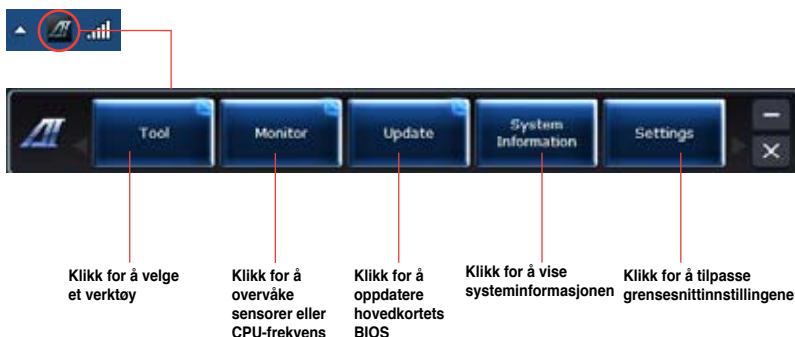 Tool
Monitor
Update
System
Information
Settings
Klikk for å velge
et verktøy
Klikk for å
overvåke
sensorer eller
CPU-frekvens
Klikk for å
oppdatere
hovedkortets
BIOS
Klikk for å vise
systeminformasjonen
Klikk for å tilpasse
grensesnittinnstillingene